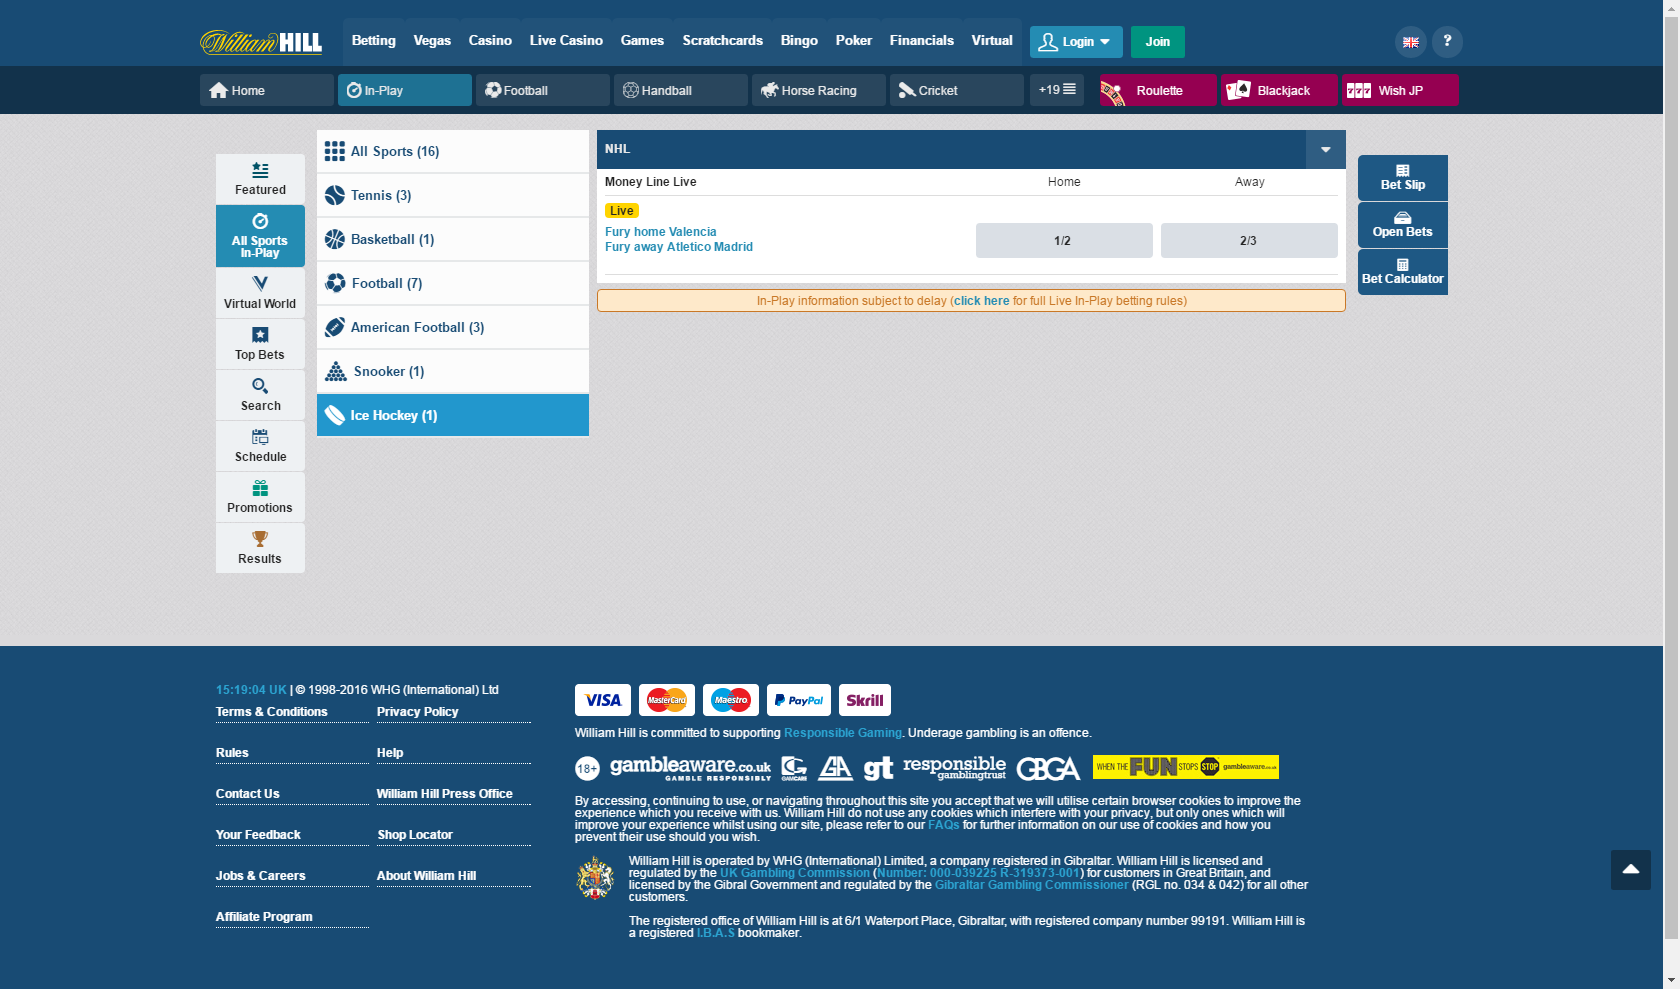 William HILL
Betting Vegas Casino Live Casino Games Scratchcards Bingo Poker Financials Virtual Login Join ?
Home In-Play Football Handball Horse Racing Cricket +19 Roulette Blackjack 777 Wish JP
Featured
All Sports
In-Play
Virtual World
Top Bets
Search
Schedule
Promotions
Results
All Sports (16)
Tennis (3)
Basketball (1)
Football (7)
American Football (3)
Snooker (1)
Ice Hockey (1)
NHL
Money Line Live Home Away
Live
Fury home Valencia
Fury away Atletico Madrid
1/2 2/3
In-Play information subject to delay (click here for full Live In-Play betting rules)
Bet Slip
Open Bets
Bet Calculator
15:19:04 UK | © 1998-2016 WHG (International) Ltd
Terms & Conditions Privacy Policy
Rules Help
Contact Us William Hill Press Office
Your Feedback Shop Locator
Jobs & Careers About William Hill
Affiliate Program
VISA MasterCard Maestro PayPal Skrill
William Hill is committed to supporting Responsible Gaming. Underage gambling is an offence.
18+ gambleaware.co.uk GAMBLE RESPONSIBLY GAMCARE GA gt responsible gamblingtrust GBGA WHEN THE FUN STOPS STOP gambleaware.co.uk
By accessing, continuing to use, or navigating throughout this site you accept that we will utilise certain browser cookies to improve the
experience which you receive with us. William Hill do not use any cookies which interfere with your privacy, but only ones which will
improve your experience whilst using our site, please refer to our FAQs for further information on our use of cookies and how you
prevent their use should you wish.
William Hill is operated by WHG (International) Limited, a company registered in Gibraltar. William Hill is licensed and
regulated by the UK Gambling Commission (Number: 000-039225 R-319373-001) for customers in Great Britain, and
licensed by the Gibral Government and regulated by the Gibraltar Gambling Commissioner (RGL no. 034 & 042) for all other
customers.
The registered office of William Hill is at 6/1 Waterport Place, Gibraltar, with registered company number 99191. William Hill is
a registered I.B.A.S bookmaker.